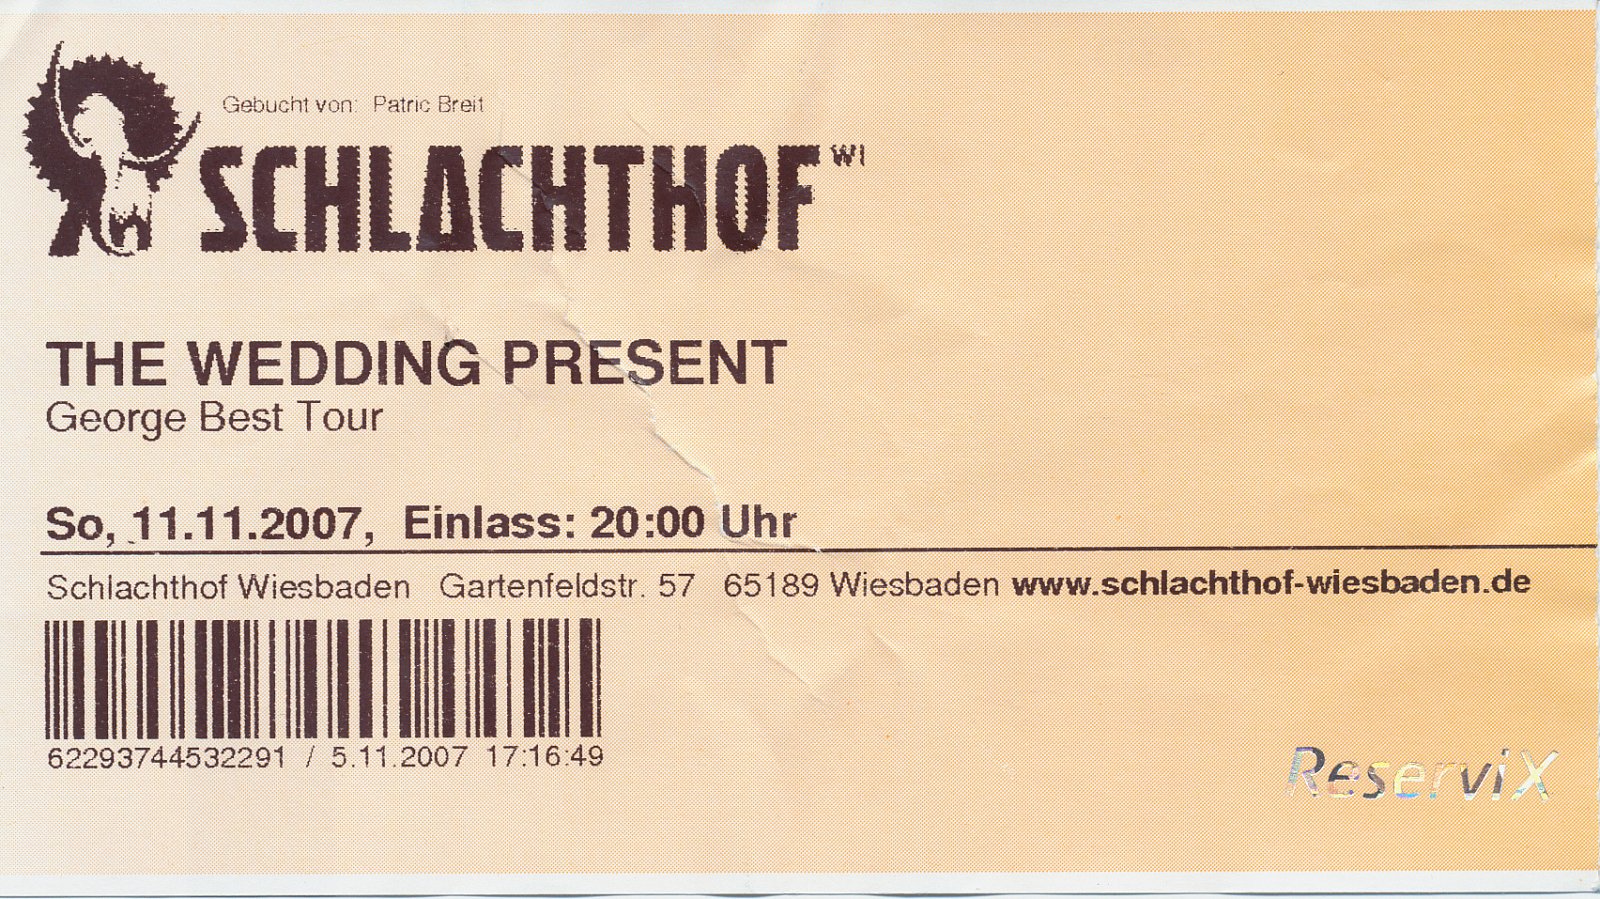 Gebucht von: Patric Breit
SCHLACHTHOF WI
THE WEDDING PRESENT
George Best Tour
So, 11.11.2007, Einlass: 20:00 Uhr
Schlachthof Wiesbaden Gartenfeldstr. 57 65189 Wiesbaden www.schlachthof-wiesbaden.de
62293744532291 / 5.11.2007 17:16:49
ReserviX